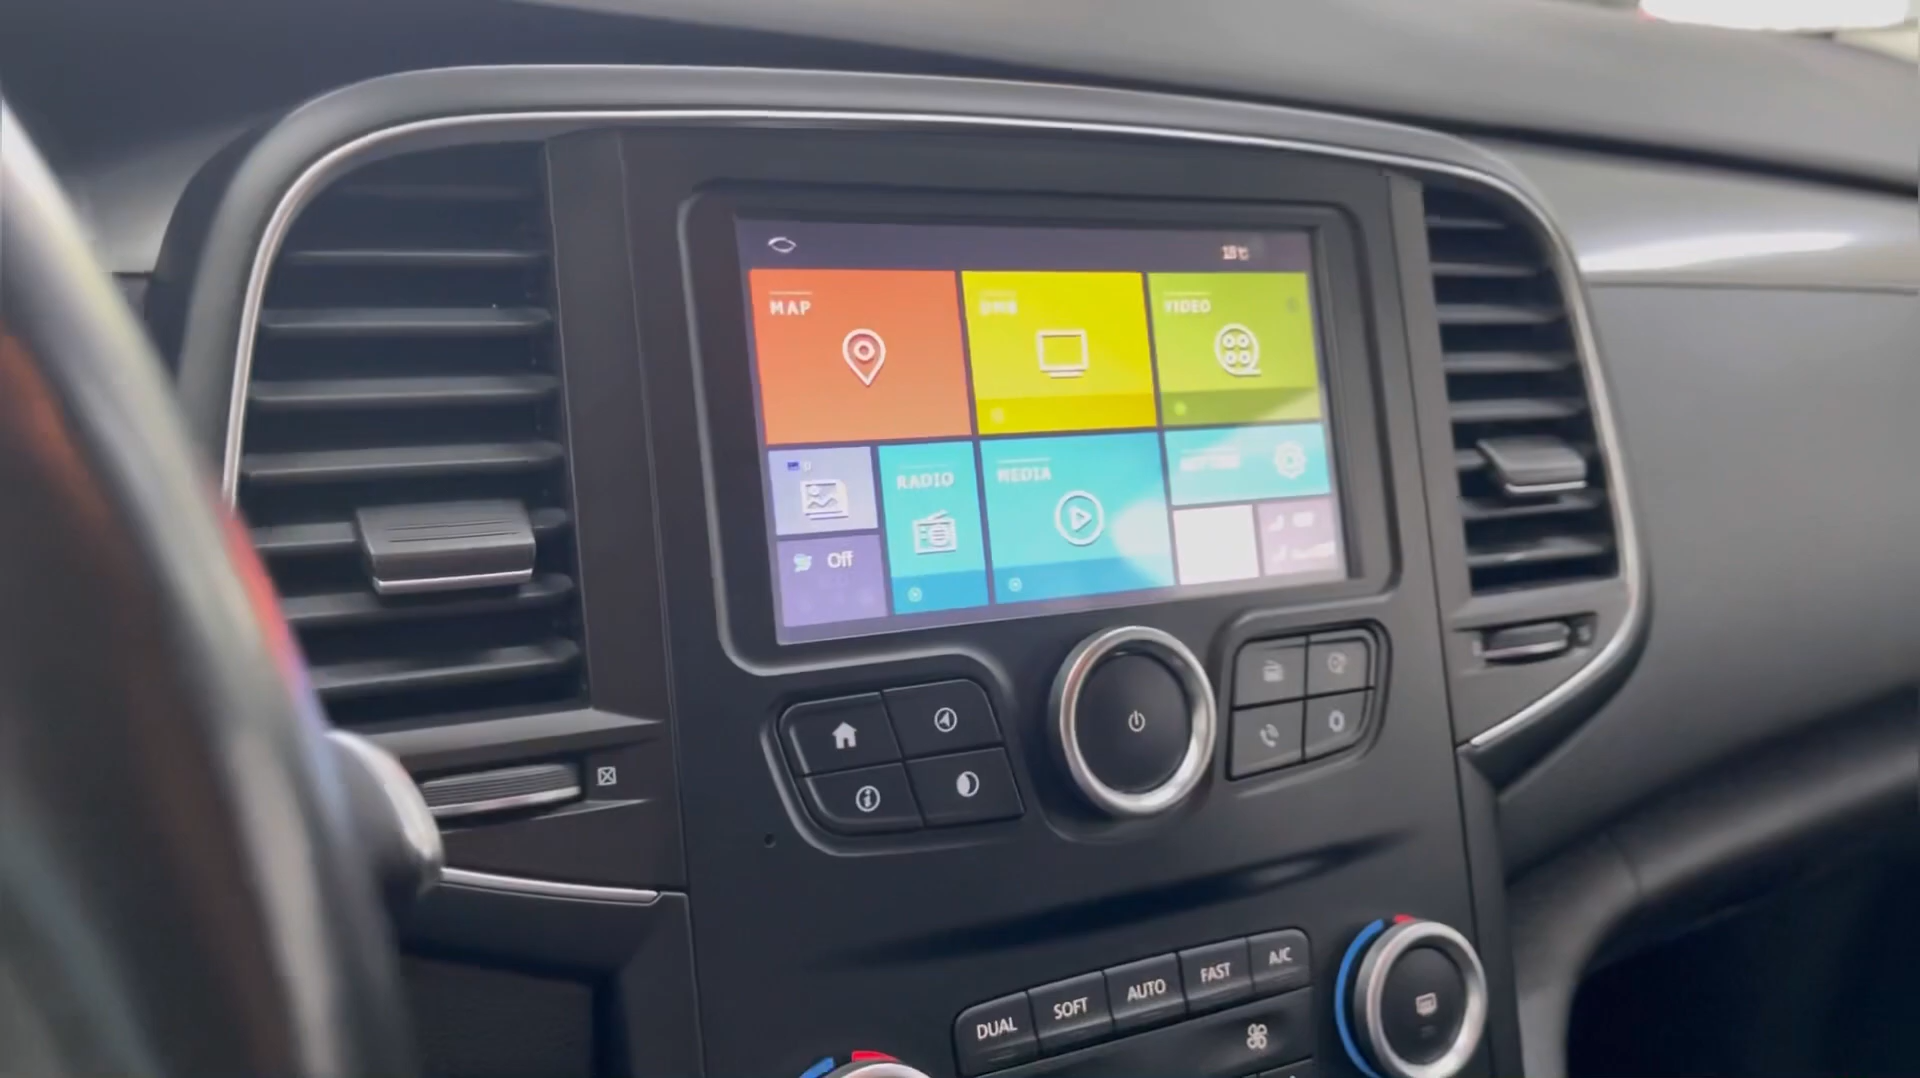 MAP
VIDEO
RADIO
MEDIA
Off
DUAL
SOFT
AUTO
FAST
A/C